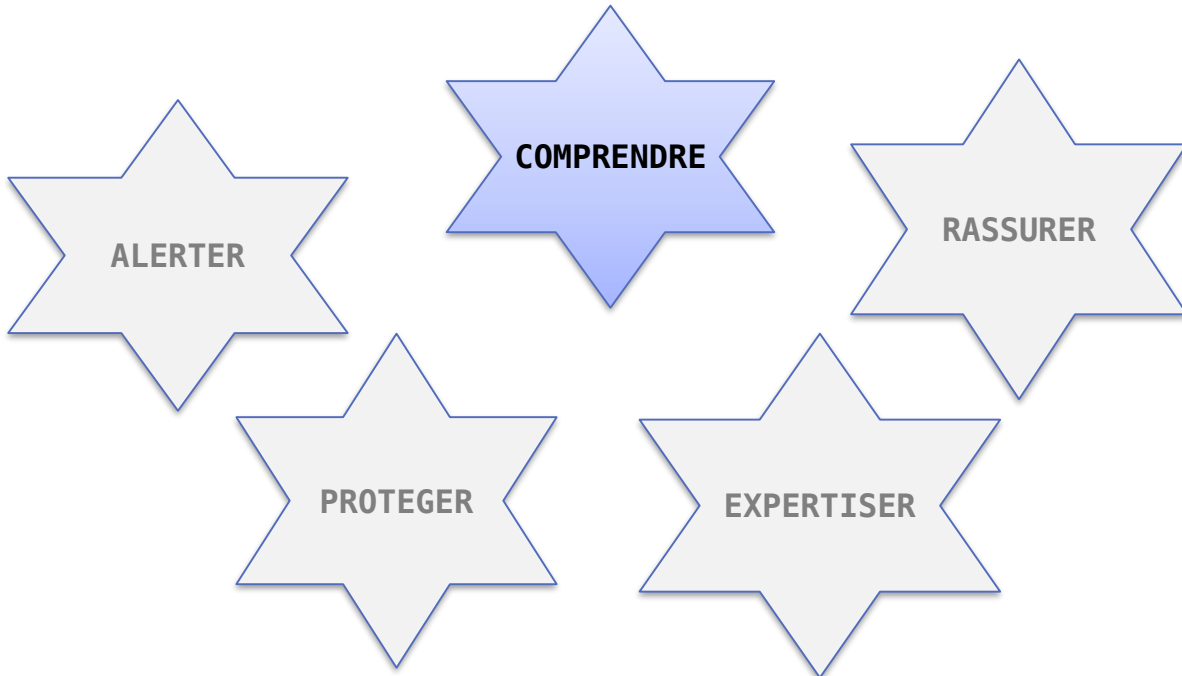 COMPRENDRE
RASSURER
ALERTER
PROTEGER
EXPERTISER